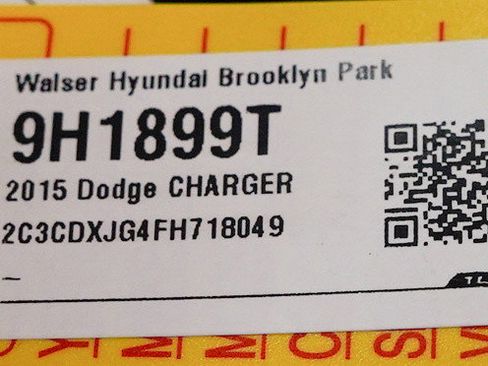 Walser Hyundai Brooklyn Park
9H1899T
2015 Dodge CHARGER
2C3CDXJG4FH718049